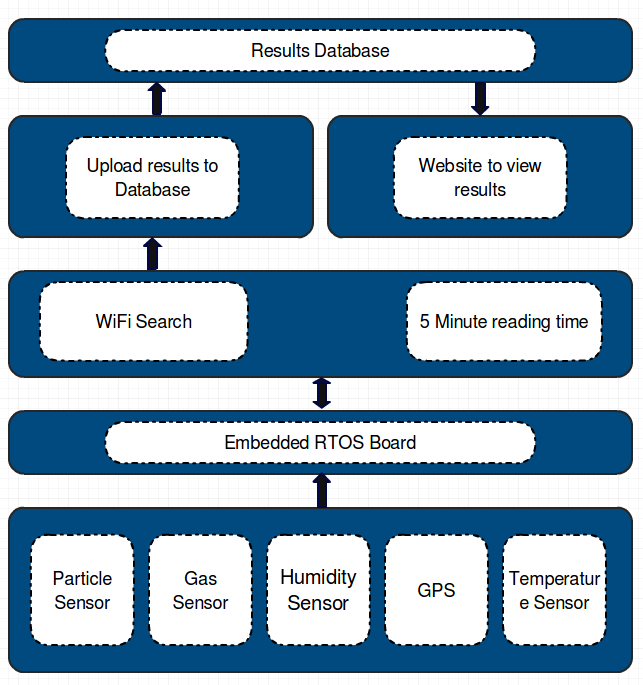 Results Database
Upload results to
Database
Website to view
results
WiFi Search
5 Minute reading time
Embedded RTOS Board
Particle
Sensor
Gas
Sensor
Humidity
Sensor
GPS
Temperatur
e Sensor